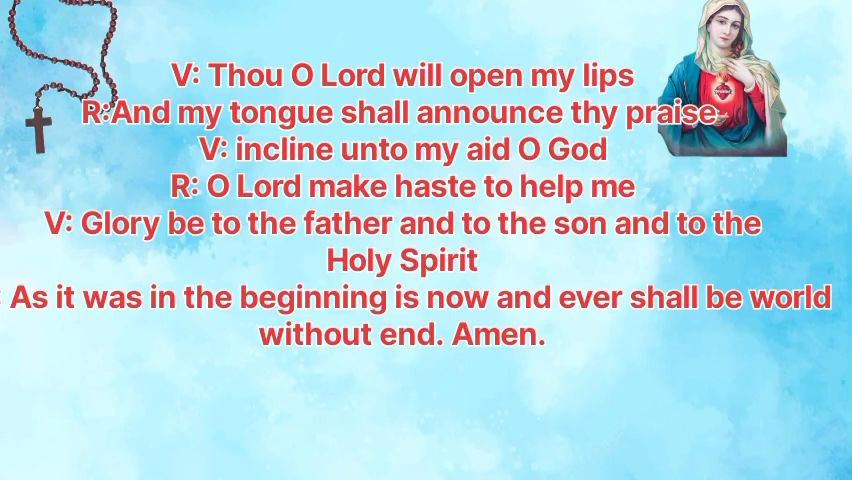 V: Thou O Lord will open my lips
R:And my tongue shall announce thy praise
V: incline unto my aid O God
R: O Lord make haste to help me
V: Glory be to the father and to the son and to the
Holy Spirit
: As it was in the beginning is now and ever shall be world
without end. Amen.